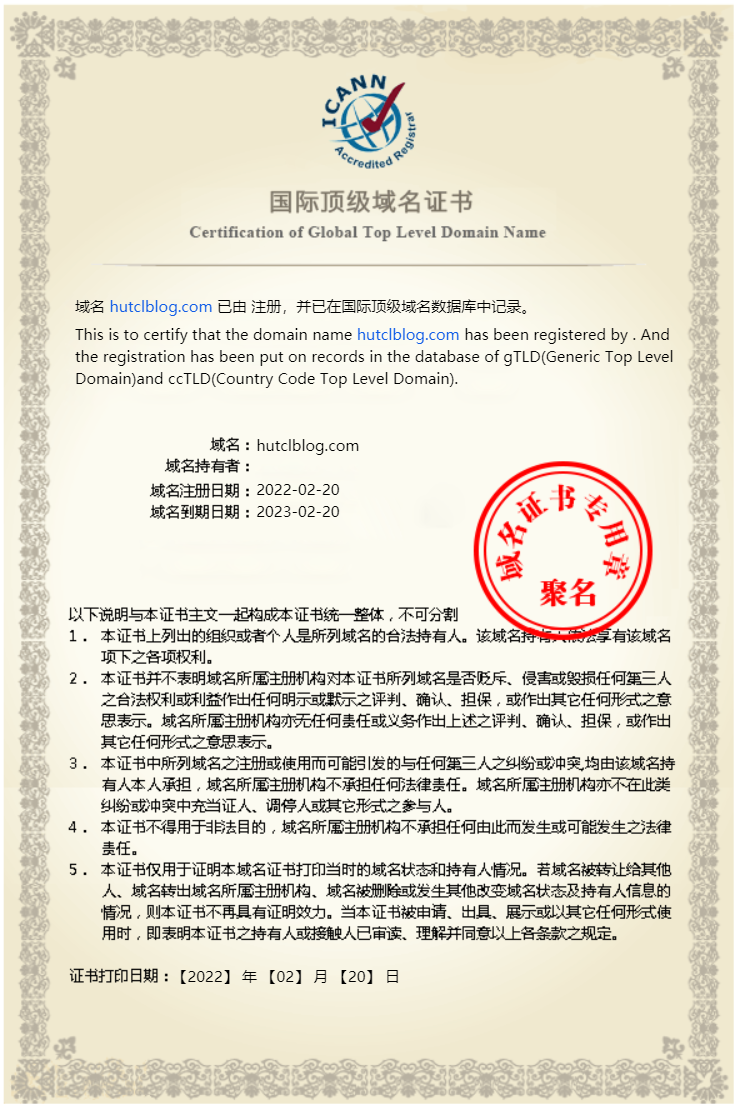 ICANN
Accredited Registrar
国际顶级域名证书
Certification of Global Top Level Domain Name
域名 hutclblog.com 已由 注册，并已在国际顶级域名数据库中记录。
This is to certify that the domain name hutclblog.com has been registered by . And
the registration has been put on records in the database of gTLD(Generic Top Level
Domain)and ccTLD(Country Code Top Level Domain).
域名：hutclblog.com
域名持有者：
域名注册日期：2022-02-20
域名到期日期：2023-02-20
域名证书专用章
聚名
以下说明与本证书主文一起构成本证书统一整体，不可分割
1． 本证书上列出的组织或者个人是所列域名的合法持有人。该域名持有人依法享有该域名
项下之各项权利。
2． 本证书并不表明域名所属注册机构对本证书所列域名是否贬斥、侵害或毁损任何第三人
之合法权利或利益作出任何明示或默示之评判、确认、担保，或作出其它任何形式之意
思表示。域名所属注册机构亦无任何责任或义务作出上述之评判、确认、担保，或作出
其它任何形式之意思表示。
3． 本证书中所列域名之注册或使用而可能引发的与任何第三人之纠纷或冲突,均由该域名持
有人本人承担，域名所属注册机构不承担任何法律责任。域名所属注册机构亦不在此类
纠纷或冲突中充当证人、调停人或其它形式之参与人。
4． 本证书不得用于非法目的，域名所属注册机构不承担任何由此而发生或可能发生之法律
责任。
5． 本证书仅用于证明本域名证书打印当时的域名状态和持有人情况。若域名被转让给其他
人、域名转出域名所属注册机构、域名被删除或发生其他改变域名状态及持有人信息的
情况，则本证书不再具有证明效力。当本证书被申请、出具、展示或以其它任何形式使
用时，即表明本证书之持有人或接触人已审读、理解并同意以上各条款之规定。
证书打印日期：【2022】 年 【02】 月 【20】 日